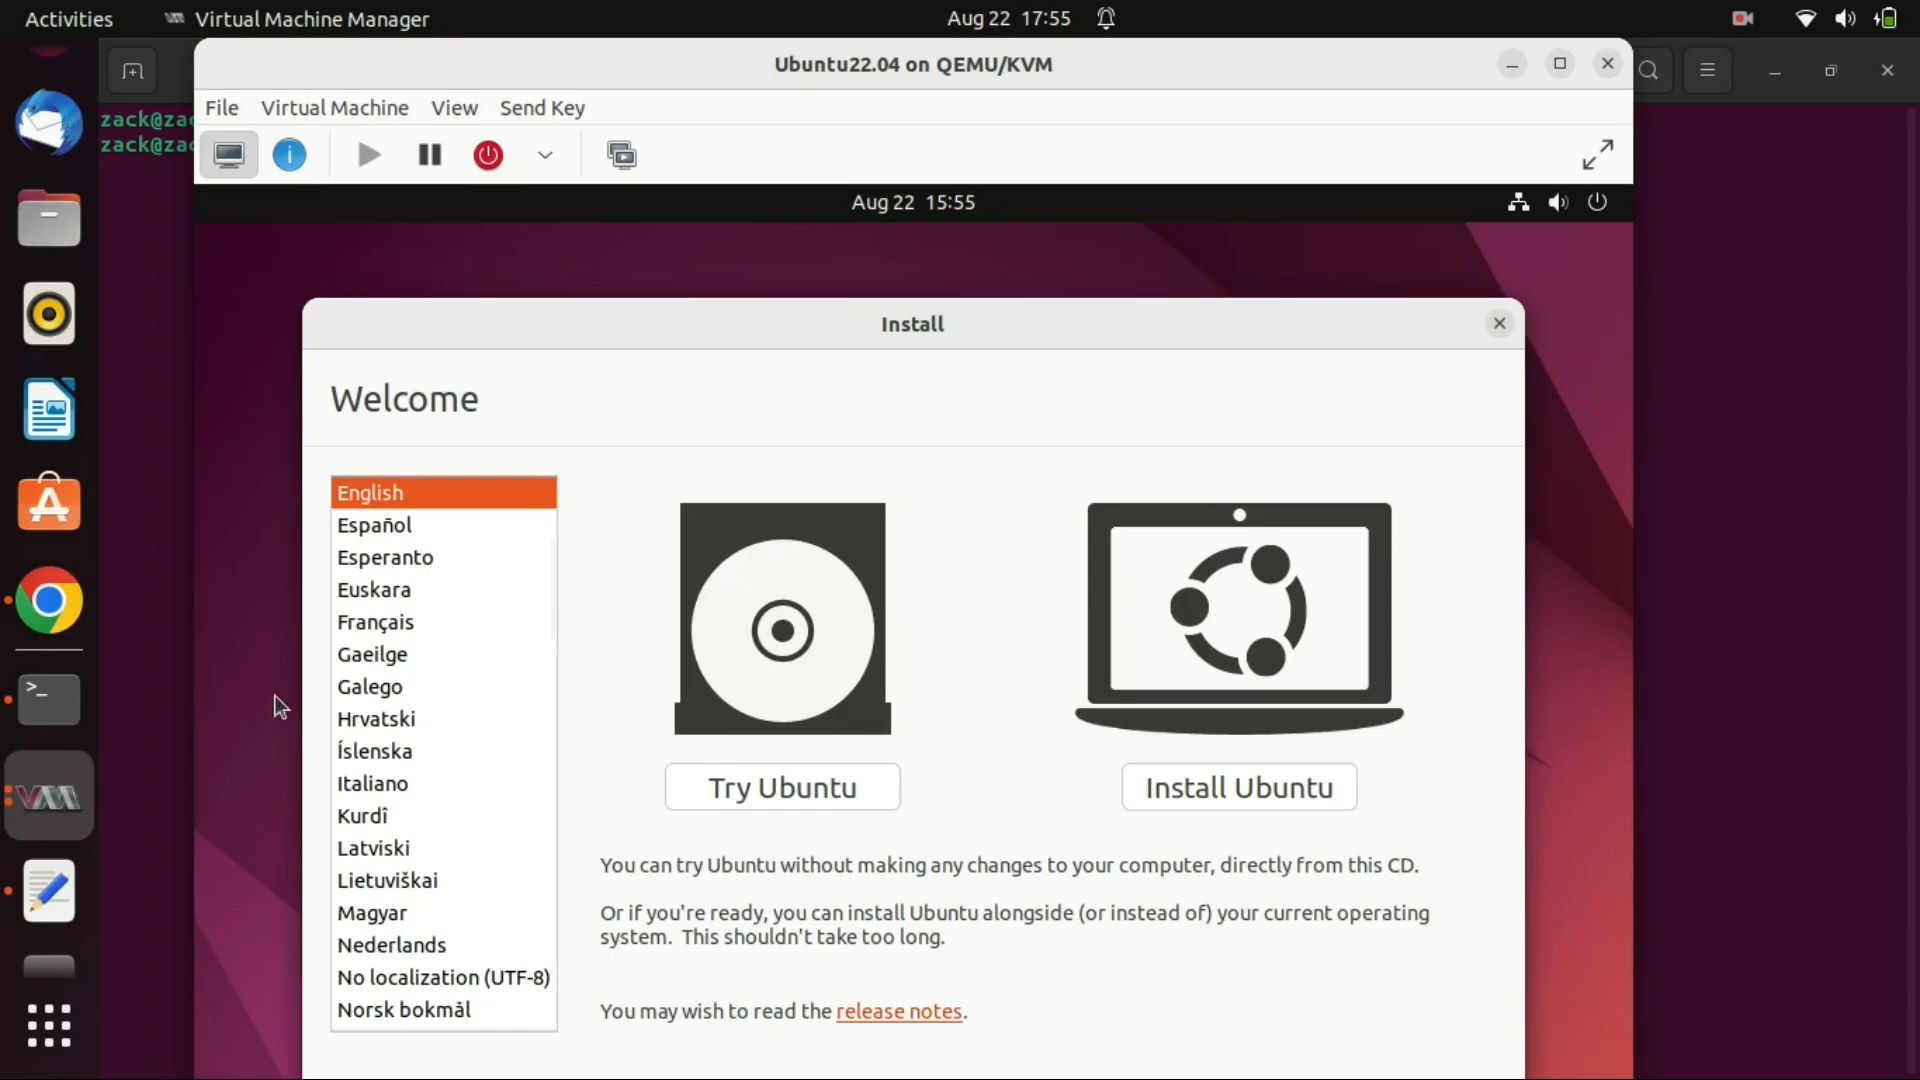 Activities
Virtual Machine Manager
Aug 22 17:55
Ubuntu22.04 on QEMU/KVM
File Virtual Machine View Send Key
zack@za
zack@za
Aug 22 15:55
Install
Welcome
English
Español
Esperanto
Euskara
Français
Gaeilge
Galego
Hrvatski
Íslenska
Italiano
Kurdî
Latviski
Lietuviškai
Magyar
Nederlands
No localization (UTF-8)
Norsk bokmål
Try Ubuntu
Install Ubuntu
You can try Ubuntu without making any changes to your computer, directly from this CD.
Or if you're ready, you can install Ubuntu alongside (or instead of) your current operating
system. This shouldn't take too long.
You may wish to read the release notes.